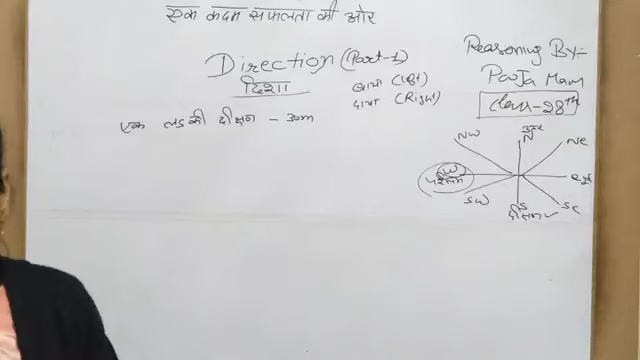 एक कदम सफलता की ओर
Direction (Part-1)
दिशा
बायां (Left)
दायां (Right)
Reasoning By:-
Pooja Mam
Class-28th
एक लडकी दक्षिण - 30m
उत्तर
N
NW
NE
W
पश्चिम
SW
S
दक्षिण
SE